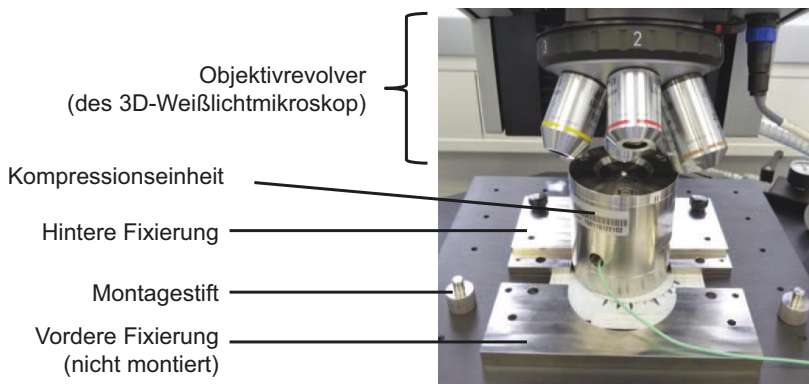 Objektivrevolver
(des 3D-Weißlichtmikroskop)
Kompressionseinheit
Hintere Fixierung
Montagestift
Vordere Fixierung
(nicht montiert)
3
2